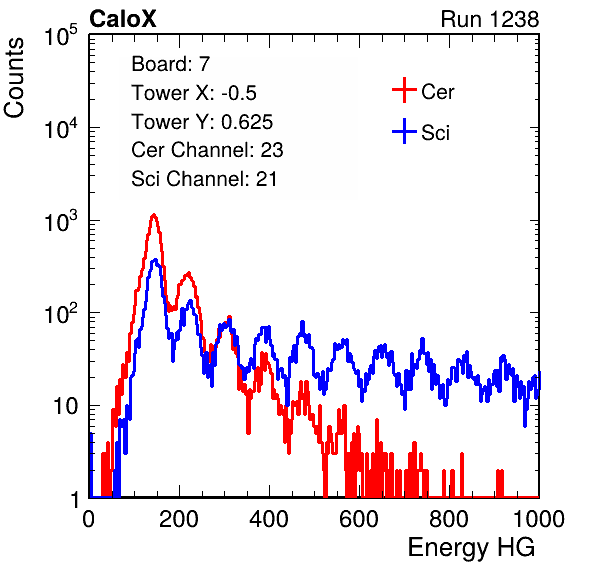 CaloX Run 1238
Counts
10^5
10^4
10^3
10^2
10
1
Board: 7
Tower X: -0.5
Tower Y: 0.625
Cer Channel: 23
Sci Channel: 21
Cer
Sci
0 200 400 600 800 1000
Energy HG